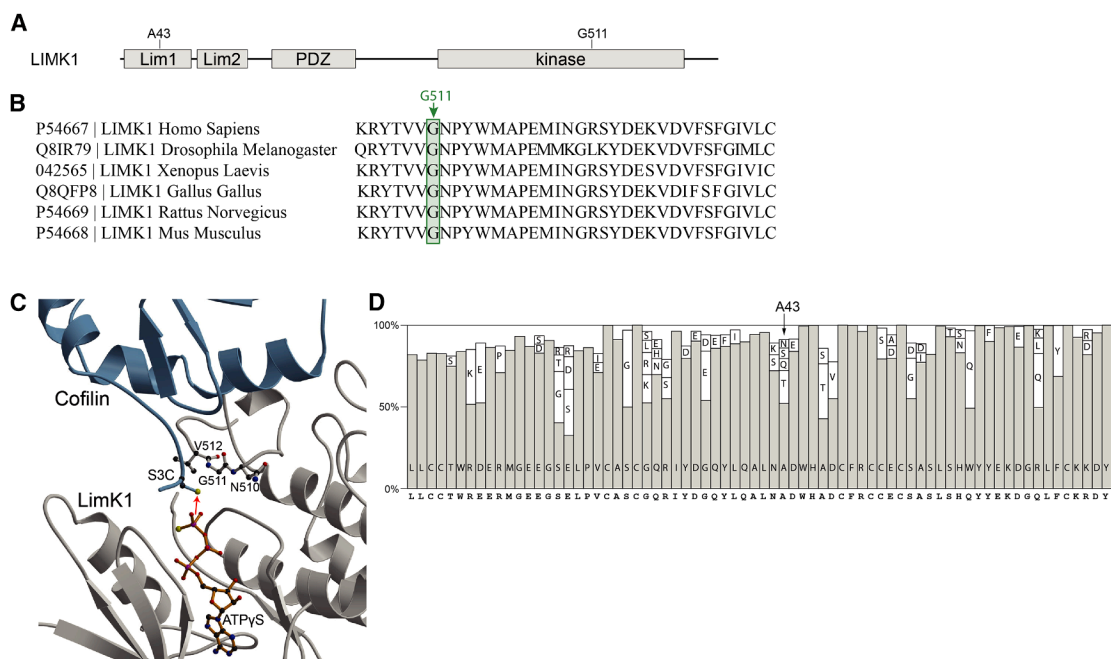 A
A43
G511
LIMK1
Lim1
Lim2
PDZ
kinase
B
G511
P54667 | LIMK1 Homo Sapiens KRYTVVGNPYWMAPEMINGRSYDEKVDVFSFGIVLC
Q8IR79 | LIMK1 Drosophila Melanogaster QRYTVVGNPYWMAPEMMKGLKYDEKVDVFSFGIMLC
042565 | LIMK1 Xenopus Laevis KRYTVVGNPYWMAPEMINGRSYDESVDVFSFGIVIC
Q8QFP8 | LIMK1 Gallus Gallus KRYTVVGNPYWMAPEMINGRSYDEKVDIFSFGIVLC
P54669 | LIMK1 Rattus Norvegicus KRYTVVGNPYWMAPEMINGRSYDEKVDVFSFGIVLC
P54668 | LIMK1 Mus Musculus KRYTVVGNPYWMAPEMINGRSYDEKVDVFSFGIVLC
C
Cofilin
V512
S3C
G511
N510
LimK1
ATPγS
D
A43
100%
50%
0%
L L C C T W R E E R M G E E G S E L P V C A S C G Q R I Y D G Q Y L Q A L N A D W H A D C F R C C E C S A S L S H Q W Y Y E K D G Q L F C K K D Y